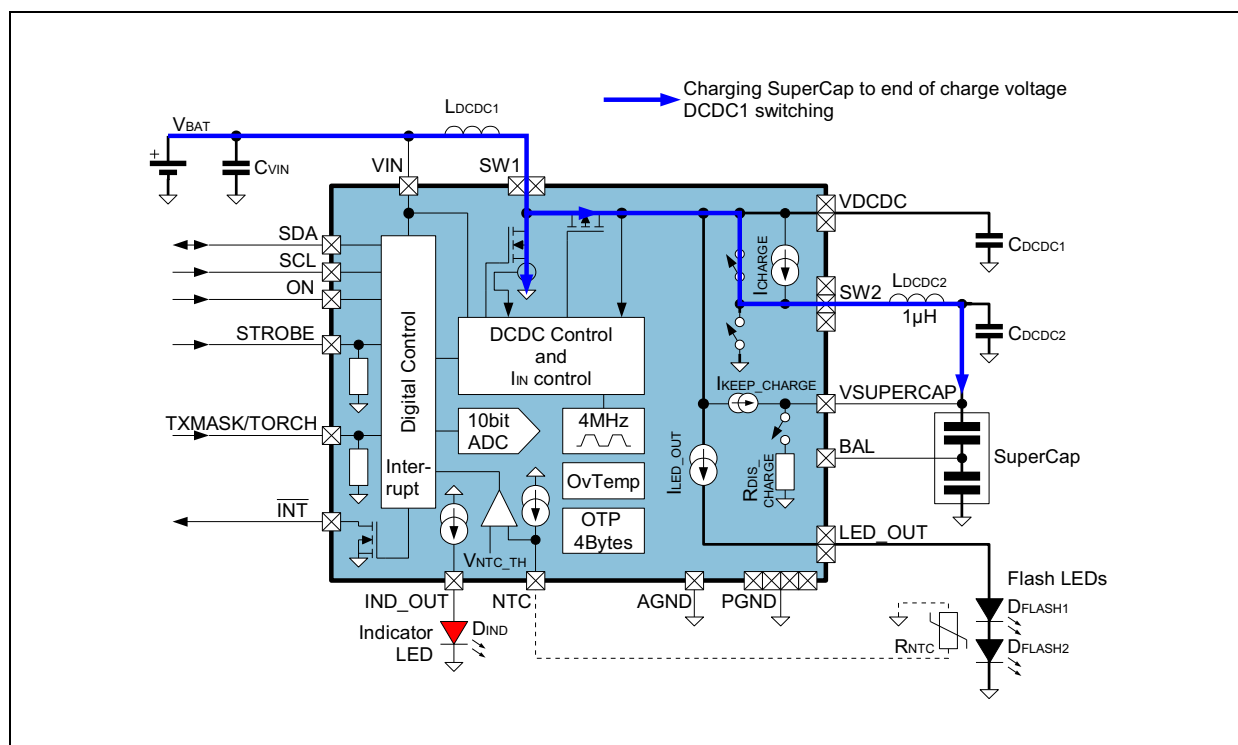 Charging SuperCap to end of charge voltage
DCDC1 switching
LDCDC1
VBAT
+
CVIN
VIN
SW1
VDCDC
CDCDC1
SDA
SCL
ON
STROBE
TXMASK/TORCH
INT
Digital Control
Inter-
rupt
DCDC Control
and
IIN control
10bit
ADC
4MHz
OvTemp
OTP
4Bytes
VNTC_TH
ICHARGE
SW2
LDCDC2
1µH
CDCDC2
IKEEP_CHARGE
VSUPERCAP
BAL
SuperCap
ILED_OUT
RDIS_
CHARGE
LED_OUT
Flash LEDs
DFLASH1
DFLASH2
RNTC
IND_OUT
NTC
AGND
PGND
Indicator
LED
DIND